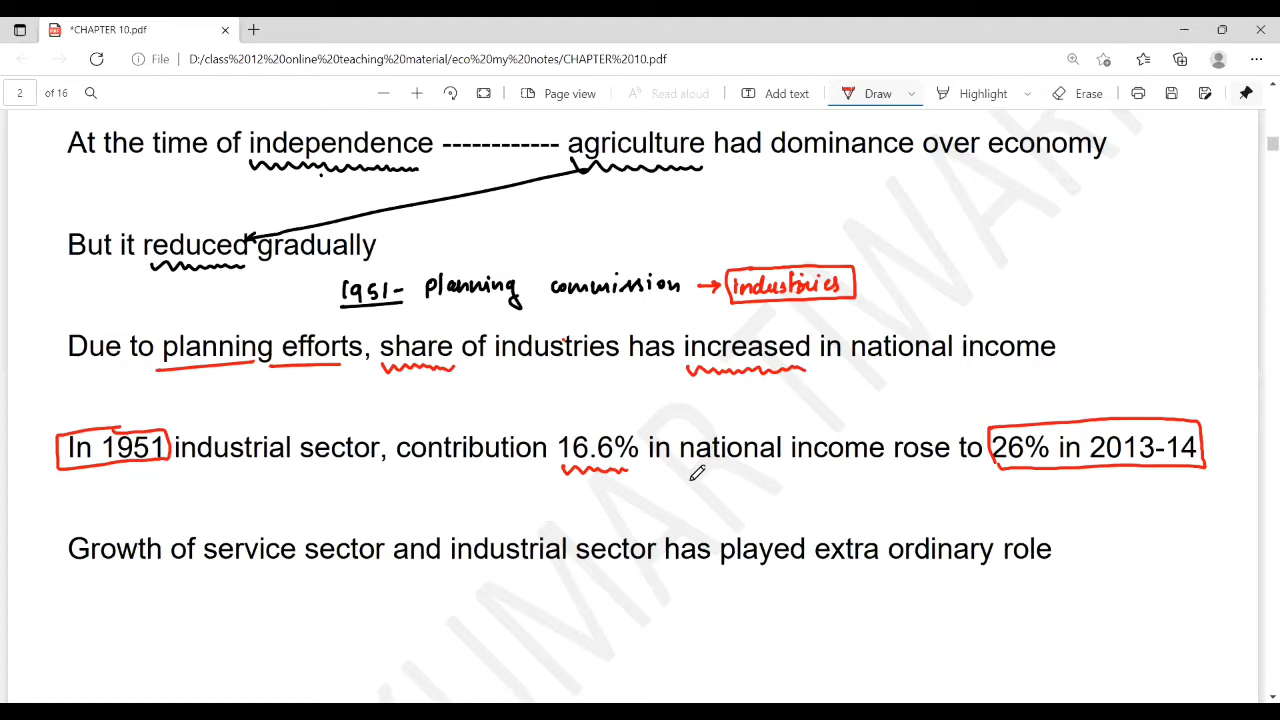 *CHAPTER 10.pdf
File D:/class%2012%20online%20teaching%20material/eco%20my%20notes/CHAPTER%2010.pdf
2 of 16 Page view Read aloud Add text Draw Highlight Erase
At the time of independence ------------ agriculture had dominance over economy
But it reduced gradually
1951- planning commission → Industries
Due to planning efforts, share of industries has increased in national income
In 1951 industrial sector, contribution 16.6% in national income rose to 26% in 2013-14
Growth of service sector and industrial sector has played extra ordinary role
KUMAR TIWARI